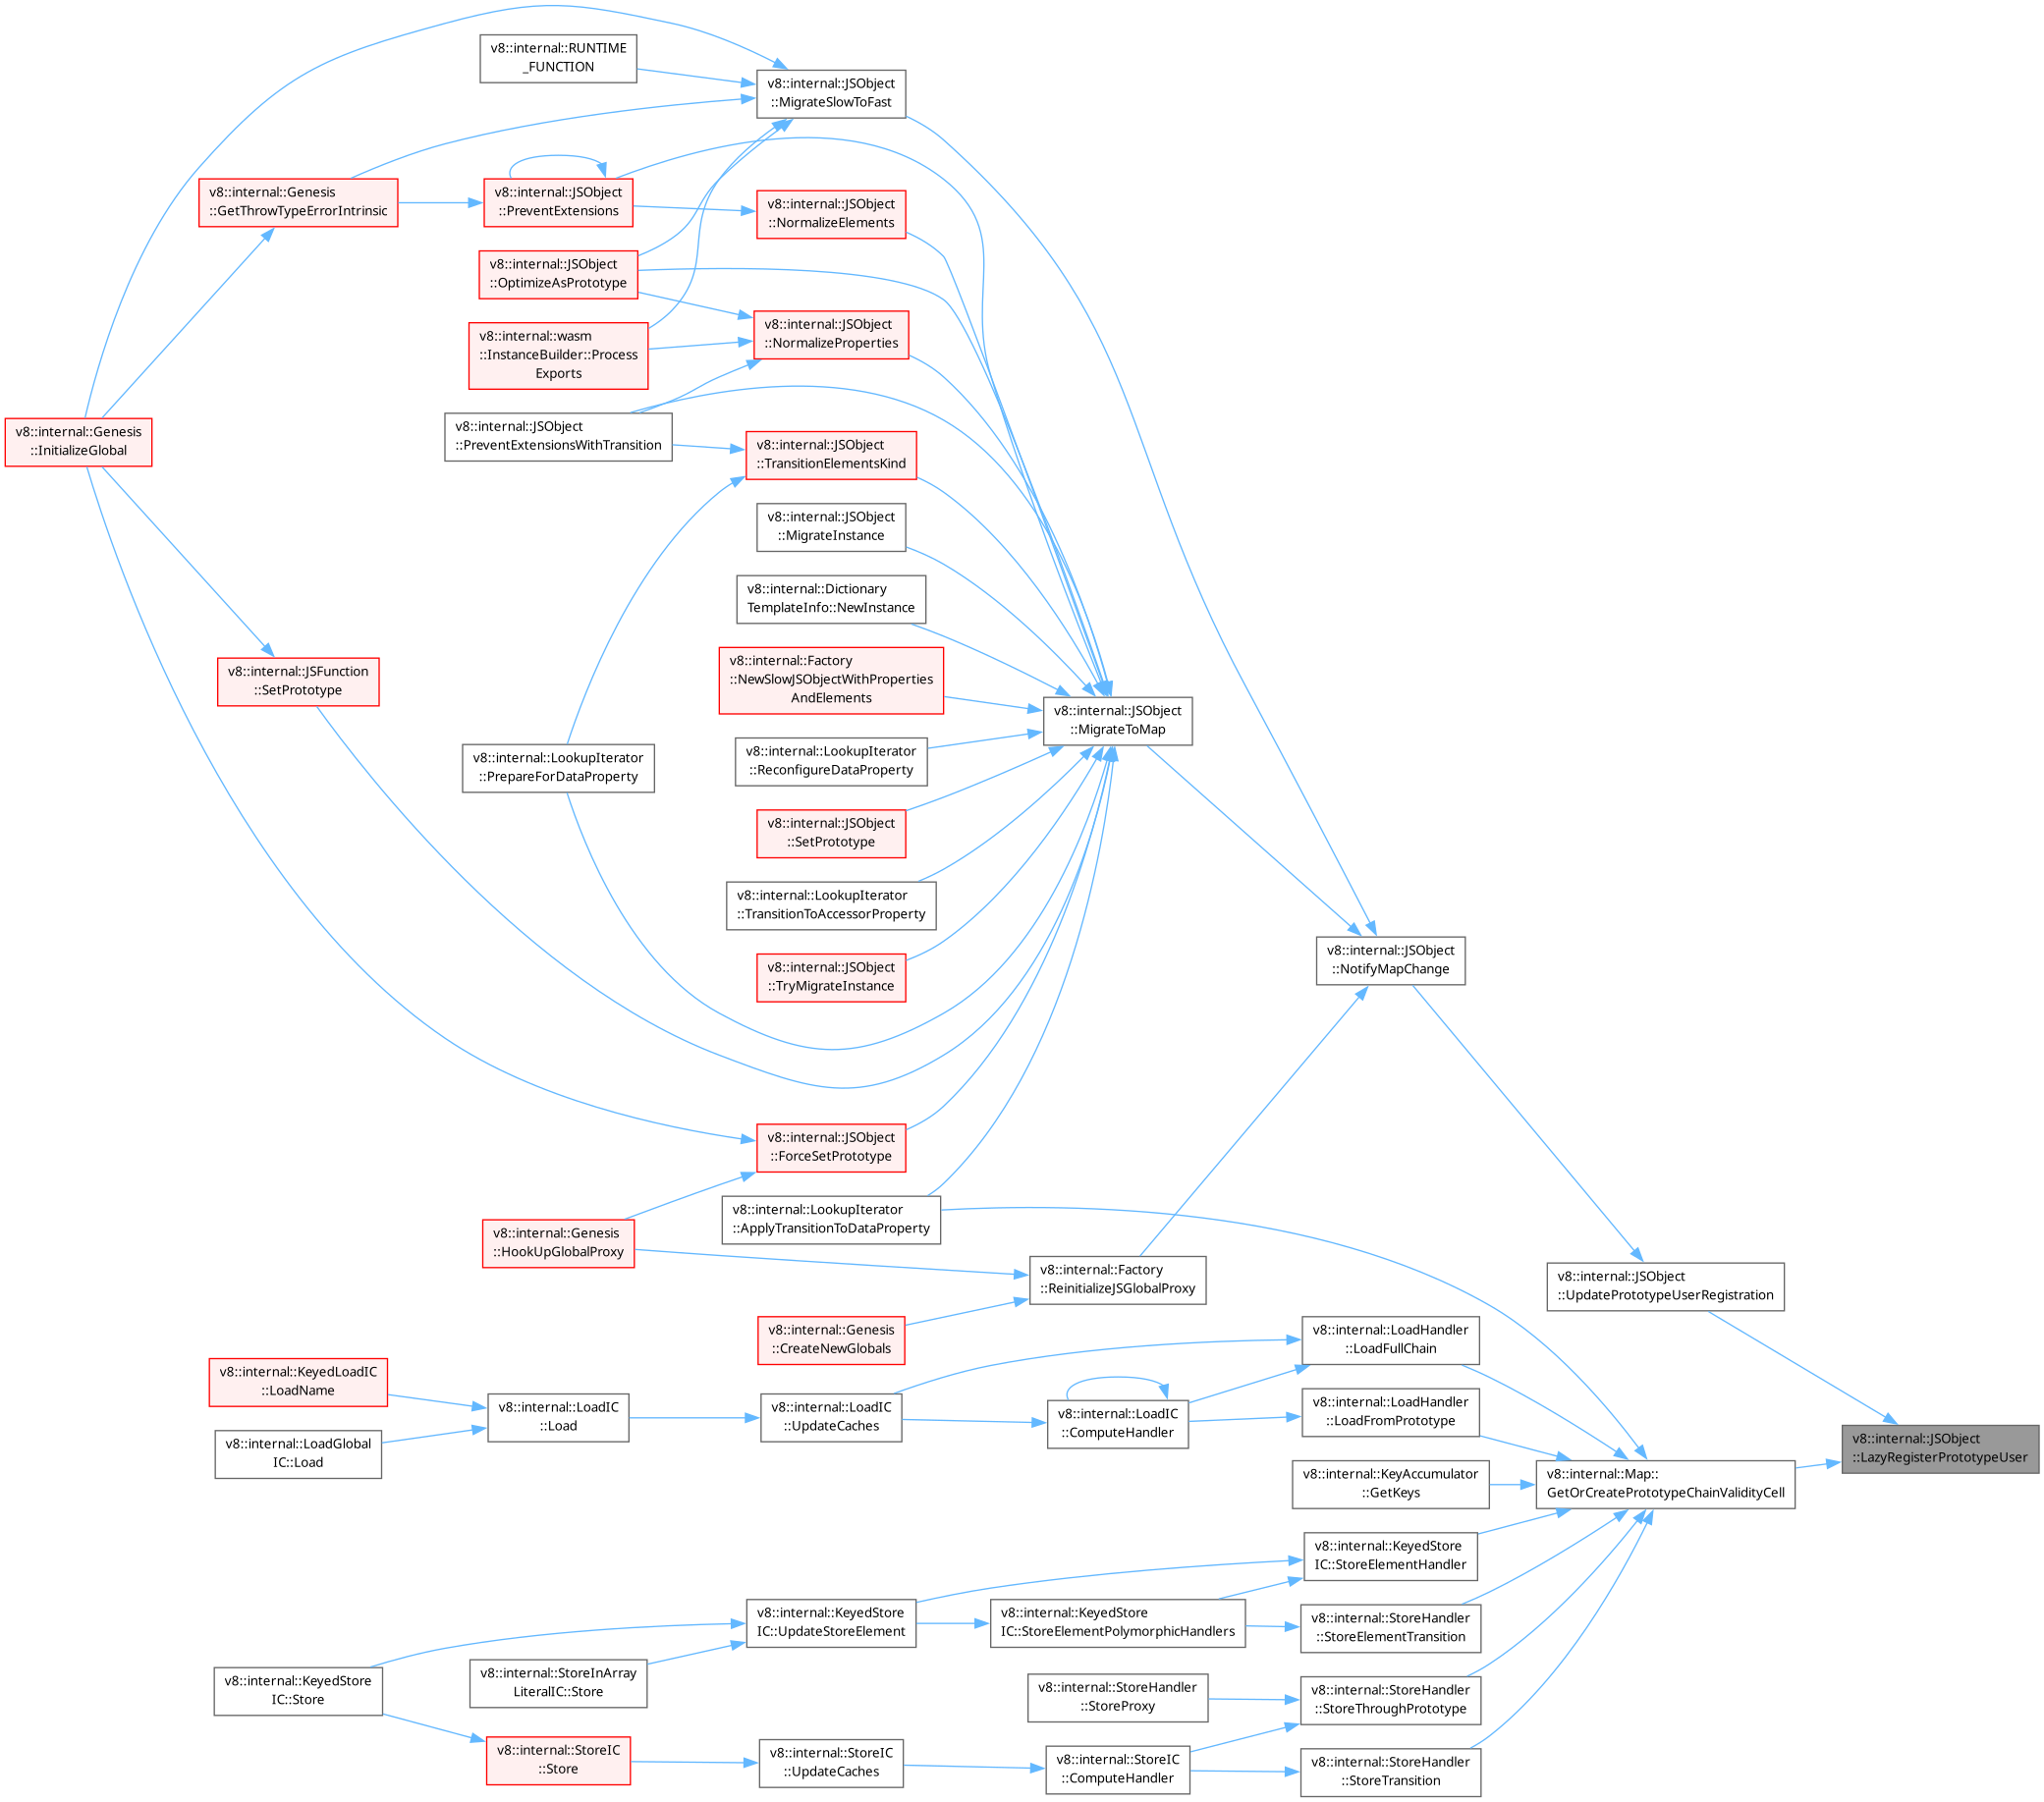 v8::internal::RUNTIME
_FUNCTION
v8::internal::JSObject
::MigrateSlowToFast
v8::internal::Genesis
::GetThrowTypeErrorIntrinsic
v8::internal::JSObject
::PreventExtensions
v8::internal::JSObject
::NormalizeElements
v8::internal::JSObject
::OptimizeAsPrototype
v8::internal::wasm
::InstanceBuilder::Process
Exports
v8::internal::JSObject
::NormalizeProperties
v8::internal::JSObject
::PreventExtensionsWithTransition
v8::internal::Genesis
::InitializeGlobal
v8::internal::JSObject
::TransitionElementsKind
v8::internal::JSObject
::MigrateInstance
v8::internal::Dictionary
TemplateInfo::NewInstance
v8::internal::JSFunction
::SetPrototype
v8::internal::Factory
::NewSlowJSObjectWithProperties
AndElements
v8::internal::JSObject
::MigrateToMap
v8::internal::LookupIterator
::PrepareForDataProperty
v8::internal::LookupIterator
::ReconfigureDataProperty
v8::internal::JSObject
::SetPrototype
v8::internal::LookupIterator
::TransitionToAccessorProperty
v8::internal::JSObject
::TryMigrateInstance
v8::internal::JSObject
::NotifyMapChange
v8::internal::JSObject
::ForceSetPrototype
v8::internal::Genesis
::HookUpGlobalProxy
v8::internal::LookupIterator
::ApplyTransitionToDataProperty
v8::internal::Factory
::ReinitializeJSGlobalProxy
v8::internal::JSObject
::UpdatePrototypeUserRegistration
v8::internal::Genesis
::CreateNewGlobals
v8::internal::LoadHandler
::LoadFullChain
v8::internal::KeyedLoadIC
::LoadName
v8::internal::LoadIC
::Load
v8::internal::LoadIC
::UpdateCaches
v8::internal::LoadIC
::ComputeHandler
v8::internal::LoadHandler
::LoadFromPrototype
v8::internal::LoadGlobal
IC::Load
v8::internal::KeyAccumulator
::GetKeys
v8::internal::Map::
GetOrCreatePrototypeChainValidityCell
v8::internal::JSObject
::LazyRegisterPrototypeUser
v8::internal::KeyedStore
IC::StoreElementHandler
v8::internal::KeyedStore
IC::UpdateStoreElement
v8::internal::KeyedStore
IC::StoreElementPolymorphicHandlers
v8::internal::StoreHandler
::StoreElementTransition
v8::internal::KeyedStore
IC::Store
v8::internal::StoreInArray
LiteralIC::Store
v8::internal::StoreHandler
::StoreProxy
v8::internal::StoreHandler
::StoreThroughPrototype
v8::internal::StoreIC
::Store
v8::internal::StoreIC
::UpdateCaches
v8::internal::StoreIC
::ComputeHandler
v8::internal::StoreHandler
::StoreTransition